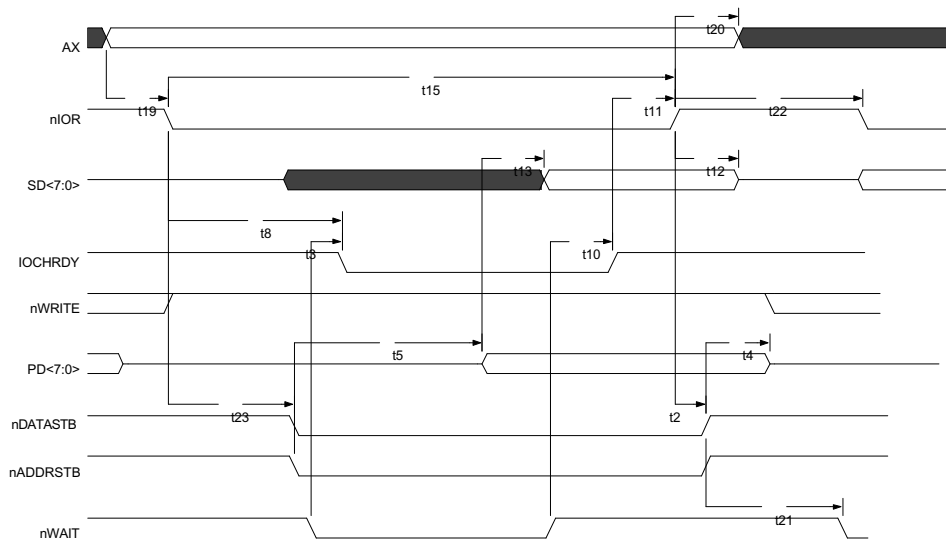 t20
AX
t15
t19
t11
t22
nIOR
t13
t12
SD<7:0>
t8
t3
t10
IOCHRDY
nWRITE
t5
t4
PD<7:0>
t23
t2
nDATASTB
nADDRSTB
t21
nWAIT